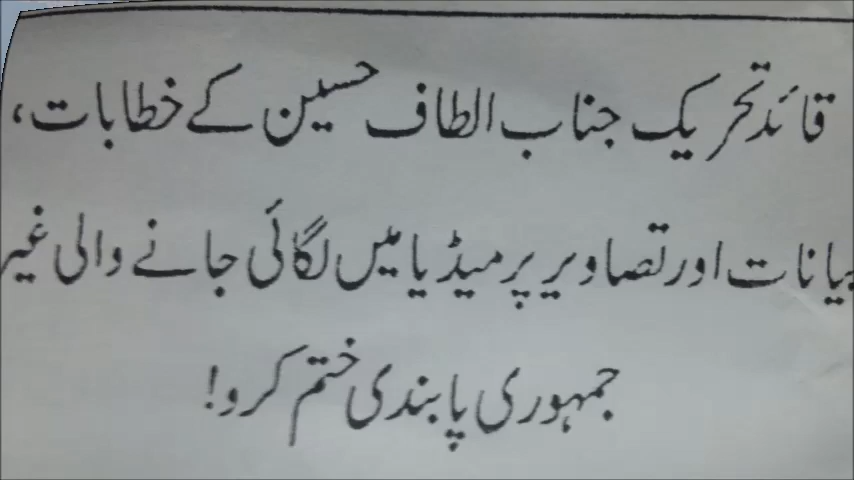 قائد تحریک جناب الطاف حسین کے خطابات،
بیانات اور تصاویر پر میڈیا میں لگائی جانے والی غیر
جمہوری پابندی ختم کرو!